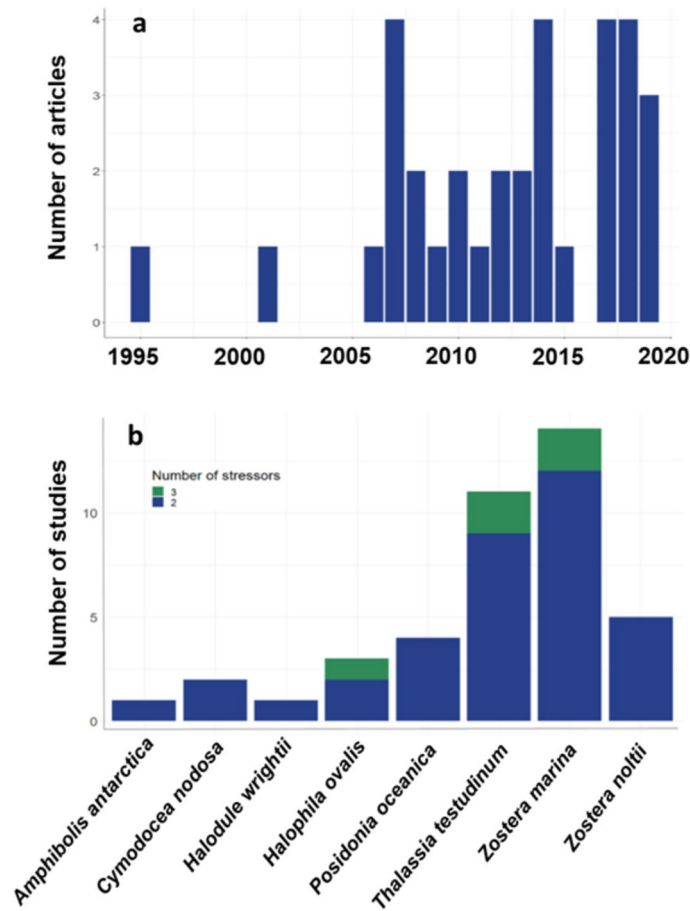 a
Number of articles
4
3
2
1
0
1995 2000 2005 2010 2015 2020
b
Number of studies
Number of stressors
3
2
10
5
0
Amphibolis antarctica
Cymodocea nodosa
Halodule wrightii
Halophila ovalis
Posidonia oceanica
Thalassia testudinum
Zostera marina
Zostera noltii